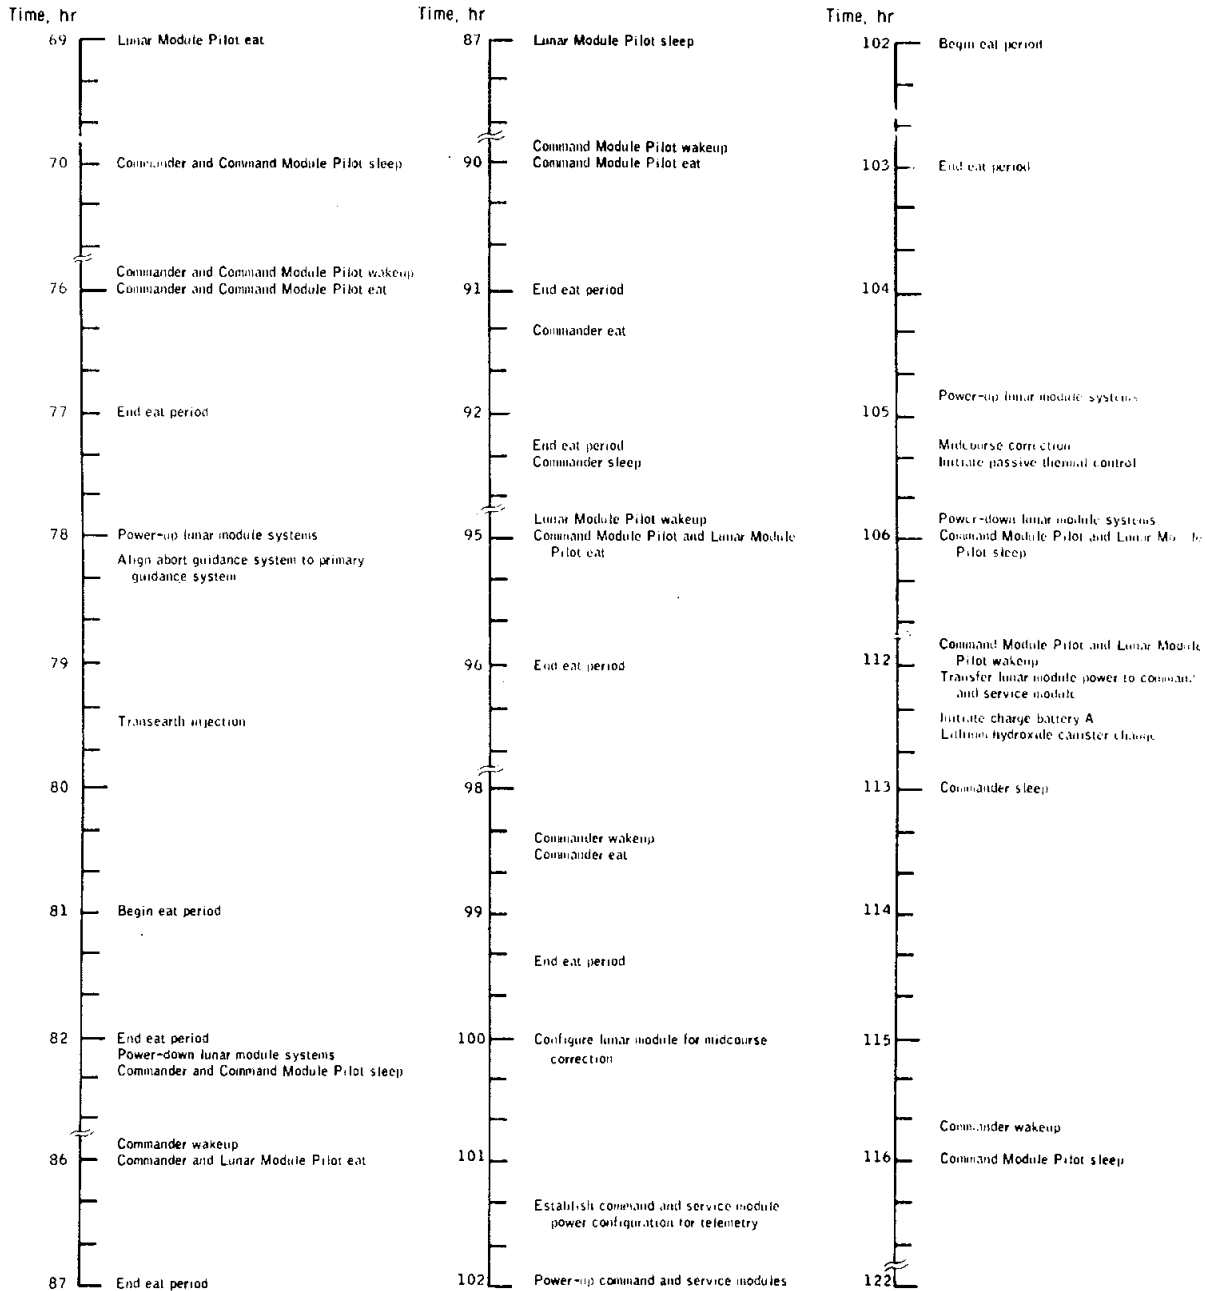 Time, hr
69 Lunar Module Pilot eat
70 Commander and Command Module Pilot sleep
Commander and Command Module Pilot wakeup
76 Commander and Command Module Pilot eat
77 End eat period
78 Power-up lunar module systems
Align abort guidance system to primary
guidance system
79
Transearth injection
80
81 Begin eat period
82 End eat period
Power-down lunar module systems
Commander and Command Module Pilot sleep
Commander wakeup
86 Commander and Lunar Module Pilot eat
87 End eat period
Time, hr
87 Lunar Module Pilot sleep
Command Module Pilot wakeup
90 Command Module Pilot eat
91 End eat period
Commander eat
92
End eat period
Commander sleep
Lunar Module Pilot wakeup
95 Command Module Pilot and Lunar Module
Pilot eat
96 End eat period
98
Commander wakeup
Commander eat
99
End eat period
100 Configure lunar module for midcourse
correction
101
Establish command and service module
power configuration for telemetry
102 Power-up command and service modules
Time, hr
102 Begin eat period
103 End eat period
104
Power-up lunar module systems
105
Midcourse correction
Initiate passive thermal control
Power-down lunar module systems
106 Command Module Pilot and Lunar Module
Pilot sleep
Command Module Pilot and Lunar Module
112 Pilot wakeup
Transfer lunar module power to command
and service module
Initiate charge battery A
Lithium hydroxide canister change
113 Commander sleep
114
115
Commander wakeup
116 Command Module Pilot sleep
122